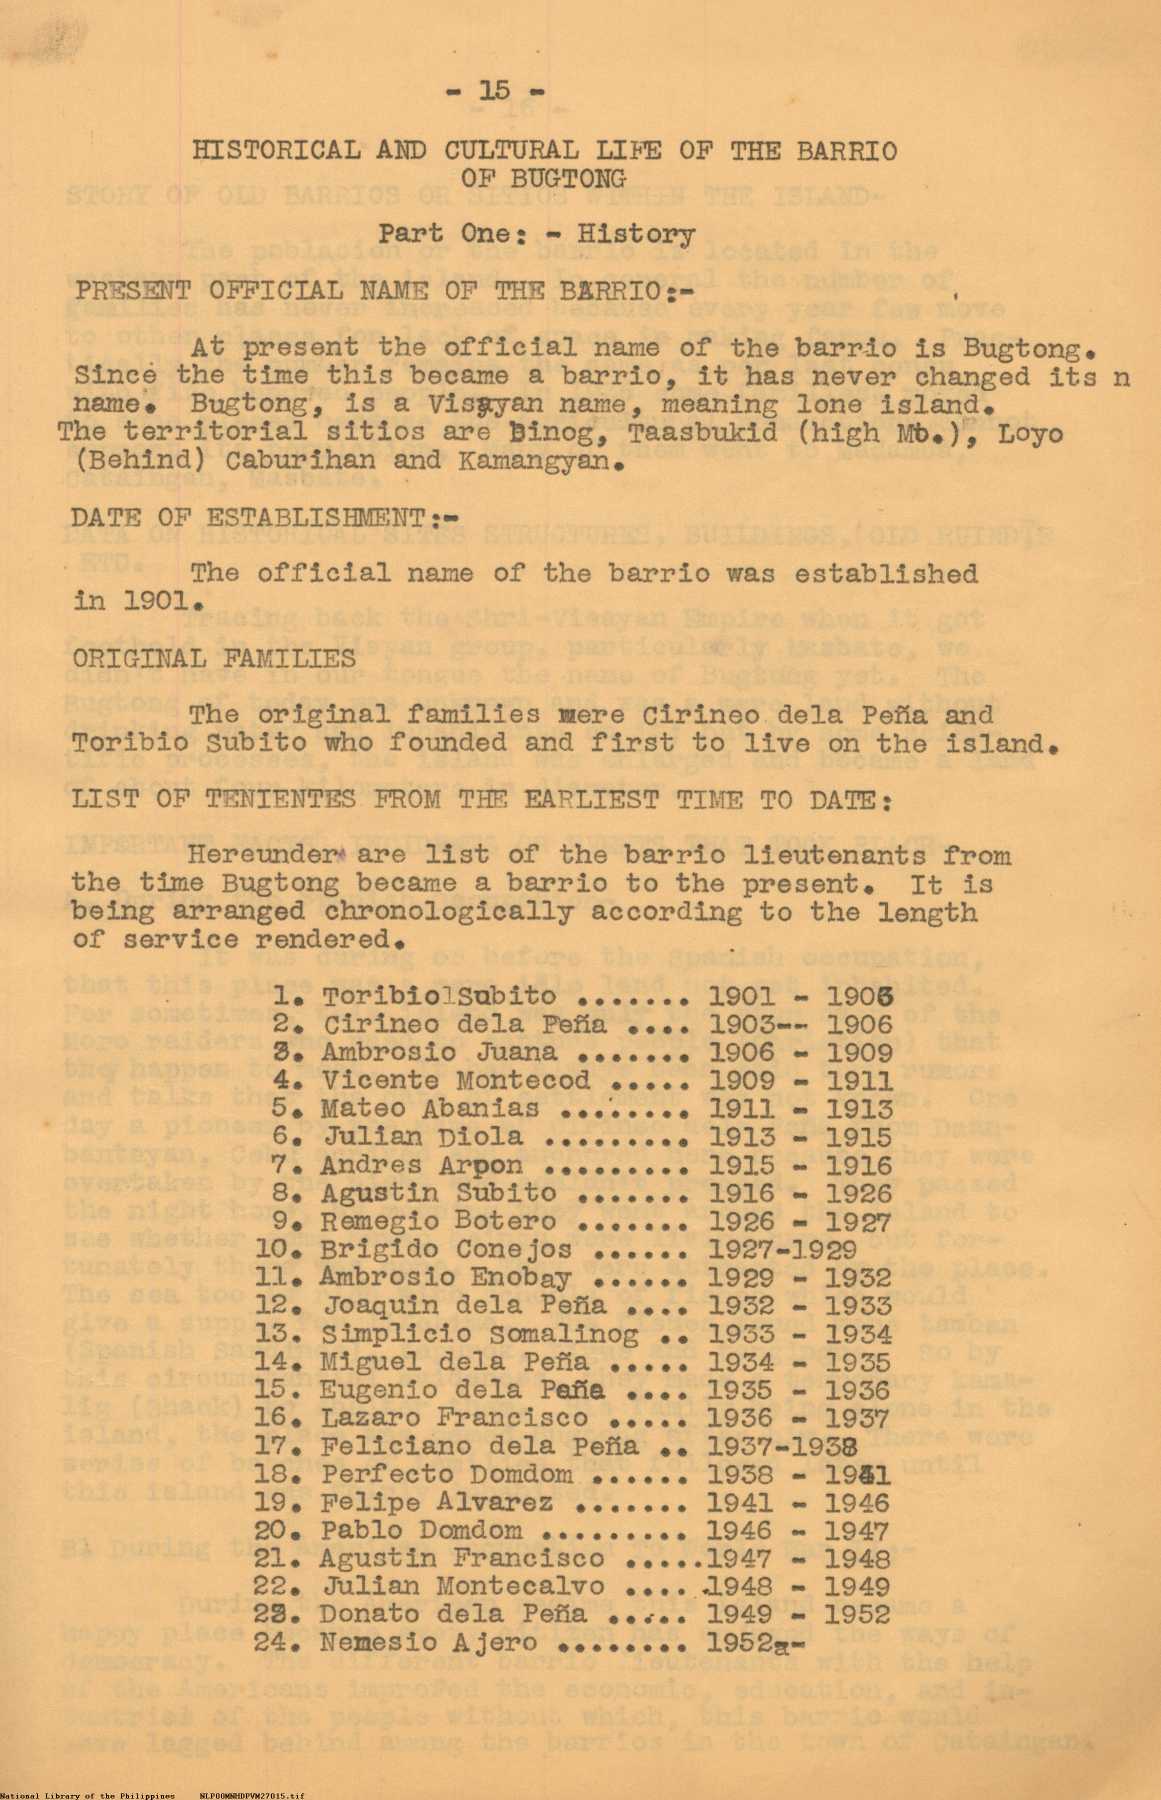 - 15 -
HISTORICAL AND CULTURAL LIFE OF THE BARRIO
OF BUGTONG
Part One: - History
PRESENT OFFICIAL NAME OF THE BARRIO:-
At present the official name of the barrio is Bugtong.
Since the time this became a barrio, it has never changed its n
name. Bugtong, is a Visayan name, meaning lone island.
The territorial sitios are Binog, Taasbukid (high Mt.), Loyo
(Behind) Caburihan and Kamangyan.
DATE OF ESTABLISHMENT:-
The official name of the barrio was established
in 1901.
ORIGINAL FAMILIES
The original families were Cirineo dela Peña and
Toribio Subito who founded and first to live on the island.
LIST OF TENIENTES FROM THE EARLIEST TIME TO DATE:
Hereunder are list of the barrio lieutenants from
the time Bugtong became a barrio to the present. It is
being arranged chronologically according to the length
of service rendered.
1. ToribiolSubito ....... 1901 - 1903
2. Cirineo dela Peña .... 1903-- 1906
3. Ambrosio Juana ....... 1906 - 1909
4. Vicente Montecod ..... 1909 - 1911
5. Mateo Abanias ........ 1911 - 1913
6. Julian Diola ......... 1913 - 1915
7. Andres Arpon ......... 1915 - 1916
8. Agustin Subito ....... 1916 - 1926
9. Remegio Botero ....... 1926 - 1927
10. Brigido Conejos ...... 1927-1929
11. Ambrosio Enobay ...... 1929 - 1932
12. Joaquin dela Peña .... 1932 - 1933
13. Simplicio Somalinog .. 1933 - 1934
14. Miguel dela Peña ..... 1934 - 1935
15. Eugenio dela Peña .... 1935 - 1936
16. Lazaro Francisco ..... 1936 - 1937
17. Feliciano dela Peña .. 1937-1938
18. Perfecto Domdom ...... 1938 - 1941
19. Felipe Alvarez ....... 1941 - 1946
20. Pablo Domdom ......... 1946 - 1947
21. Agustin Francisco .....1947 - 1948
22. Julian Montecalvo .... .1948 - 1949
23. Donato dela Peña ..... 1949 - 1952
24. Nemesio Ajero ........ 1952a-
National Library of the Philippines NLPOOMNHDPVM27015.tif